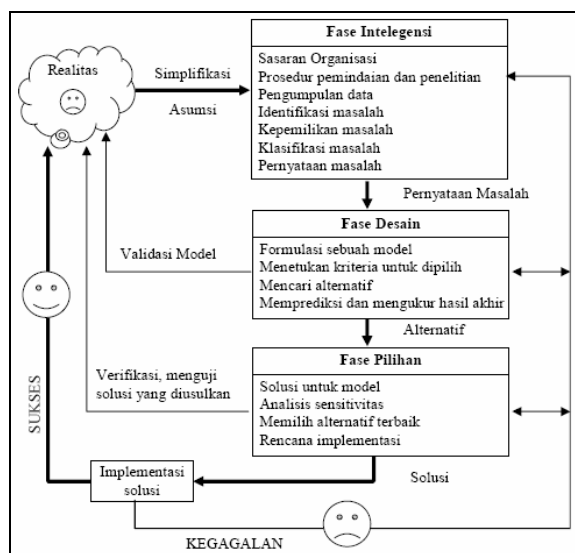 Fase Intelegensi
Realitas
Simplifikasi
Asumsi
Sasaran Organisasi
Prosedur pemindaian dan penelitian
Pengumpulan data
Identifikasi masalah
Kepemilikan masalah
Klasifikasi masalah
Pernyataan masalah
Pernyataan Masalah
Fase Desain
Validasi Model
Formulasi sebuah model
Menetukan kriteria untuk dipilih
Mencari alternatif
Memprediksi dan mengukur hasil akhir
Alternatif
Fase Pilihan
Verifikasi, menguji
solusi yang diusulkan
Solusi untuk model
Analisis sensitivitas
Memilih alternatif terbaik
Rencana implementasi
SUKSES
Implementasi
solusi
Solusi
KEGAGALAN